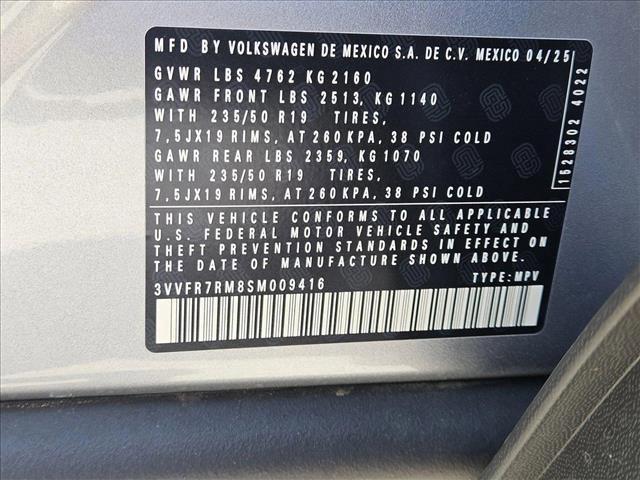 MFD BY VOLKSWAGEN DE MEXICO S.A. DE C.V. MEXICO 04/25
GVWR LBS 4762 KG 2160
GAWR FRONT LBS 2513, KG 1140
WITH 235/50 R19 TIRES,
7,5JX19 RIMS, AT 260 KPA, 38 PSI COLD
GAWR REAR LBS 2359, KG 1070
WITH 235/50 R19 TIRES,
7,5JX19 RIMS, AT 260 KPA, 38 PSI COLD
THIS VEHICLE CONFORMS TO ALL APPLICABLE
U.S. FEDERAL MOTOR VEHICLE SAFETY AND
THEFT PREVENTION STANDARDS IN EFFECT ON
THE DATE OF MANUFACTURE SHOWN ABOVE.
3VVFR7RM8SM009416 TYPE: MPV
1528302 4022